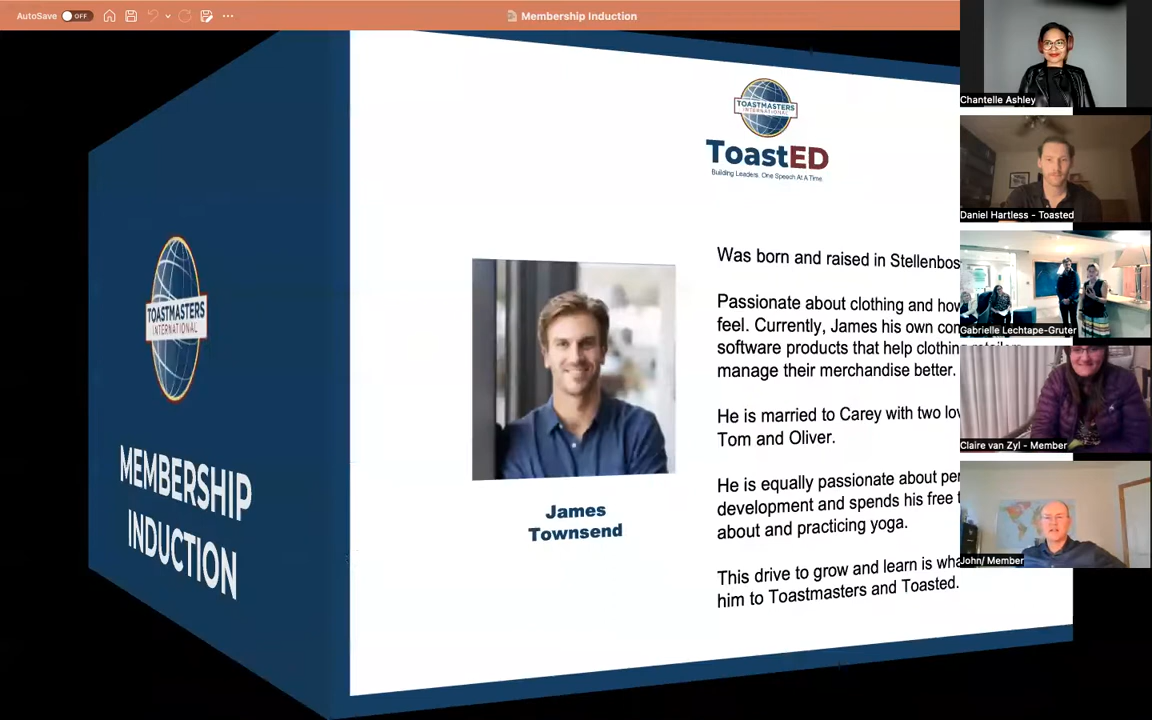 AutoSave OFF
Membership Induction
TOASTMASTERS
INTERNATIONAL
MEMBERSHIP
INDUCTION
TOASTMASTERS
INTERNATIONAL
ToastED
Building Leaders. One Speech At A Time.
James
Townsend
Was born and raised in Stellenbos
Passionate about clothing and how
feel. Currently, James his own con
software products that help clothing retailers
manage their merchandise better.
He is married to Carey with two lov
Tom and Oliver.
He is equally passionate about per
development and spends his free t
about and practicing yoga.
This drive to grow and learn is wha
him to Toastmasters and Toasted.
Chantelle Ashley
Daniel Hartless - Toasted
Gabrielle Lechtape-Gruter
Claire van Zyl - Member
John/ Member